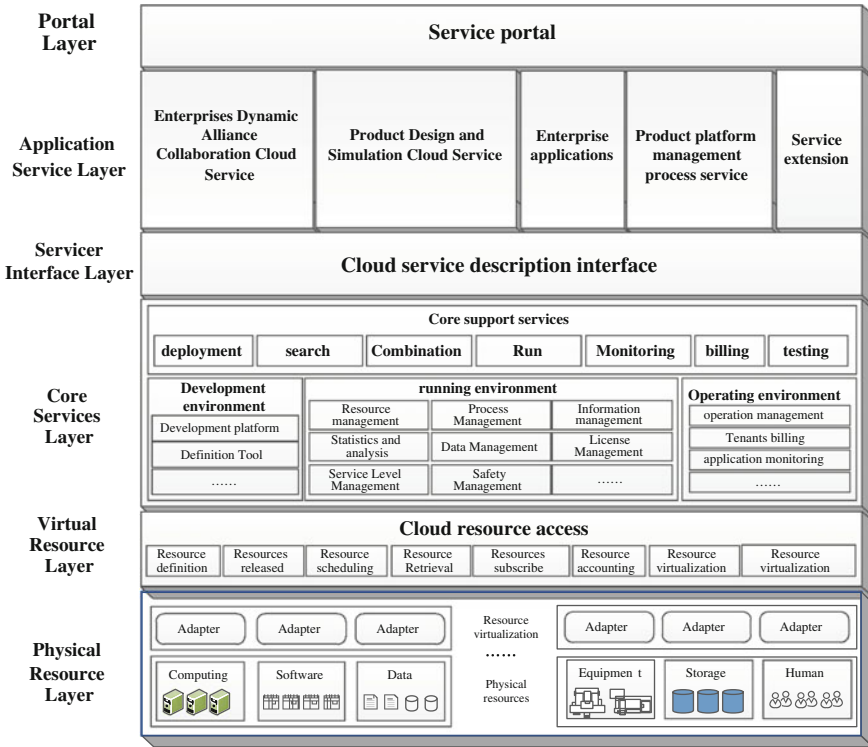 Portal
Layer
Service portal
Application
Service Layer
Enterprises Dynamic
Alliance
Collaboration Cloud
Service
Product Design and
Simulation Cloud Service
Enterprise
applications
Product platform
management
process service
Service
extension
Servicer
Interface Layer
Cloud service description interface
Core
Services
Layer
Core support services
deployment
search
Combination
Run
Monitoring
billing
testing
Development
environment
Development platform
Definition Tool
……
running environment
Resource
management
Process
Management
Information
management
Statistics and
analysis
Data Management
License
Management
Service Level
Management
Safety
Management
……
Operating environment
operation management
Tenants billing
application monitoring
……
Virtual
Resource
Layer
Cloud resource access
Resource
definition
Resources
released
Resource
scheduling
Resource
Retrieval
Resources
subscribe
Resource
accounting
Resource
virtualization
Resource
virtualization
Physical
Resource
Layer
Adapter
Adapter
Adapter
Resource
virtualization
……
Adapter
Adapter
Adapter
Computing
Software
Data
Physical
resources
Equipmen t
Storage
Human